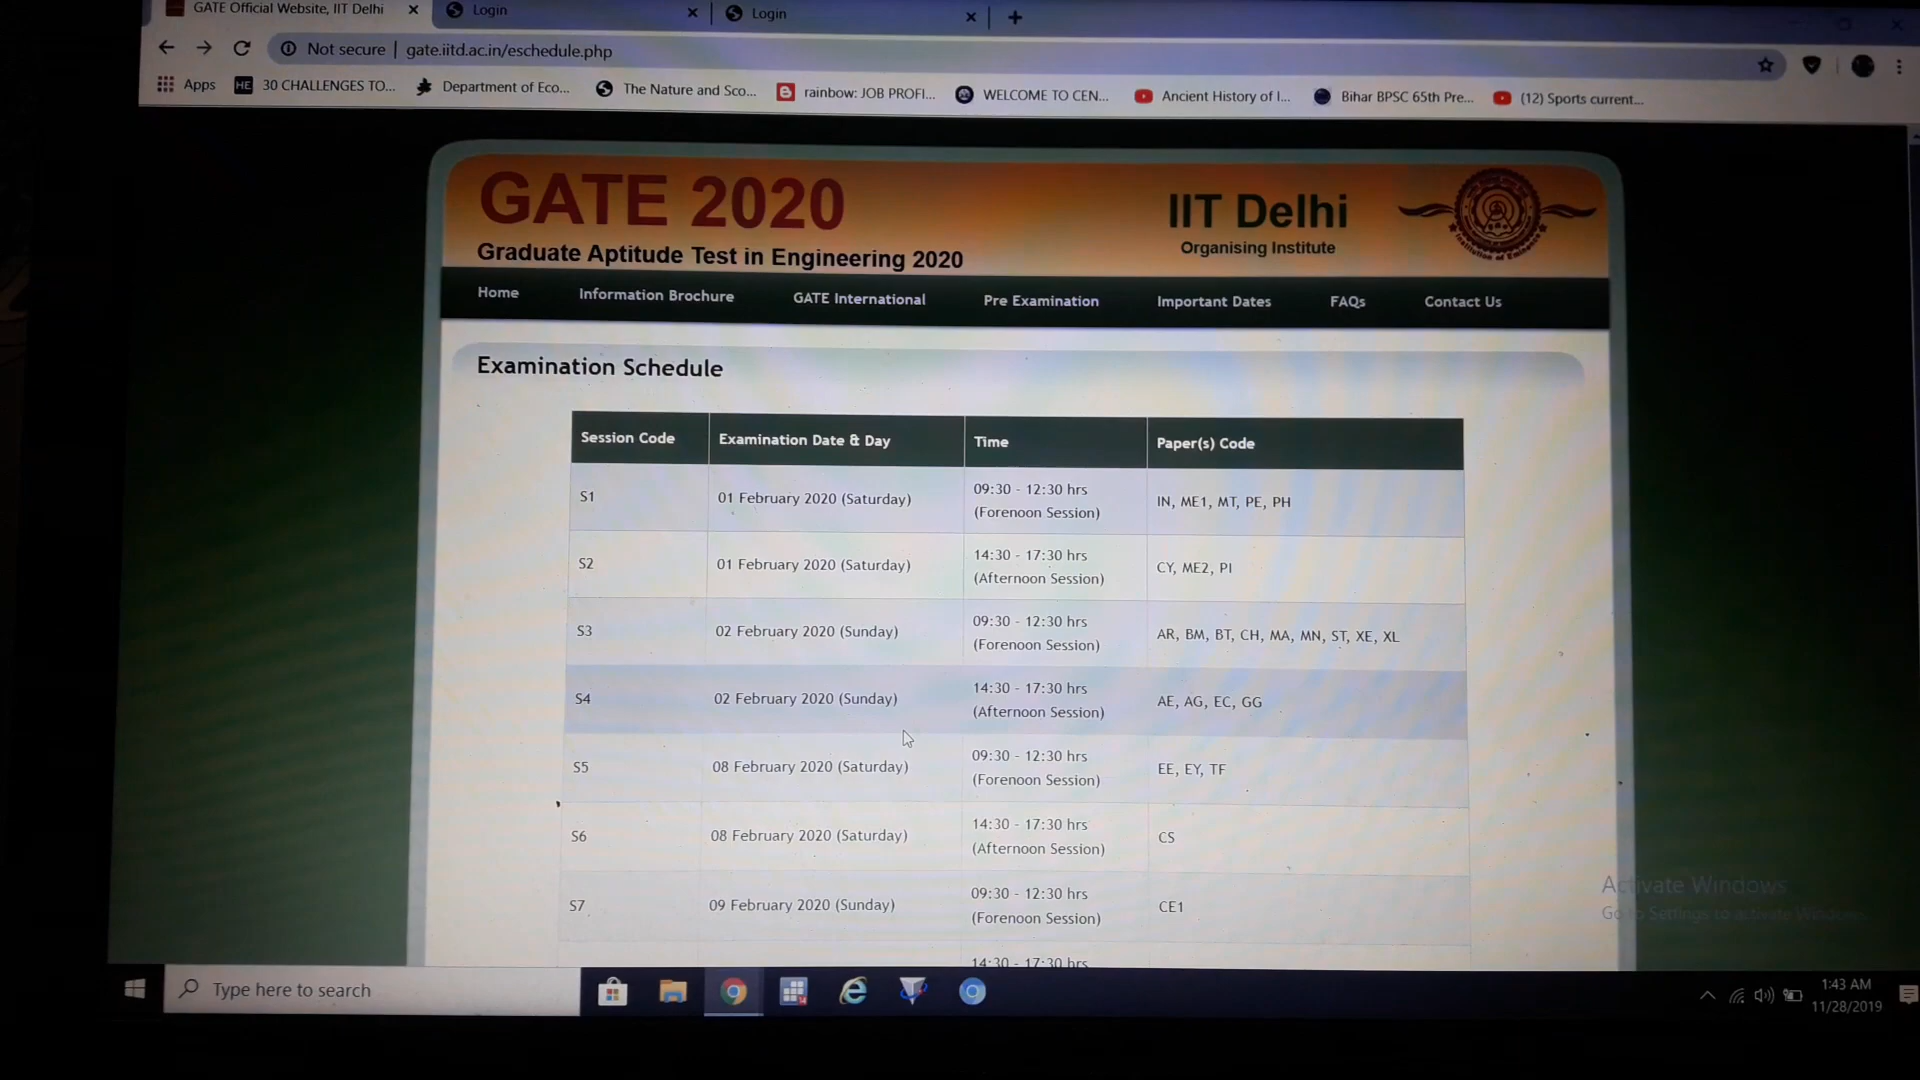 GATE Official Website, IIT Delhi
Login
Login
Not secure | gate.iitd.ac.in/eschedule.php
Apps
HE 30 CHALLENGES TO...
Department of Eco...
The Nature and Sco...
rainbow: JOB PROFI...
WELCOME TO CEN...
Ancient History of I...
Bihar BPSC 65th Pre...
(12) Sports current...
GATE 2020
Graduate Aptitude Test in Engineering 2020
IIT Delhi
Organising Institute
Institution of Eminence
Home Information Brochure GATE International Pre Examination Important Dates FAQs Contact Us
Examination Schedule
Session Code Examination Date & Day Time Paper(s) Code
S1 01 February 2020 (Saturday) 09:30 - 12:30 hrs IN, ME1, MT, PE, PH
(Forenoon Session)
S2 01 February 2020 (Saturday) 14:30 - 17:30 hrs CY, ME2, PI
(Afternoon Session)
S3 02 February 2020 (Sunday) 09:30 - 12:30 hrs AR, BM, BT, CH, MA, MN, ST, XE, XL
(Forenoon Session)
S4 02 February 2020 (Sunday) 14:30 - 17:30 hrs AE, AG, EC, GG
(Afternoon Session)
S5 08 February 2020 (Saturday) 09:30 - 12:30 hrs EE, EY, TF
(Forenoon Session)
S6 08 February 2020 (Saturday) 14:30 - 17:30 hrs CS
(Afternoon Session)
S7 09 February 2020 (Sunday) 09:30 - 12:30 hrs CE1
(Forenoon Session)
14:30 - 17:30 hrs
Activate Windows
Go to Settings to activate Windows.
Type here to search
1:43 AM
11/28/2019